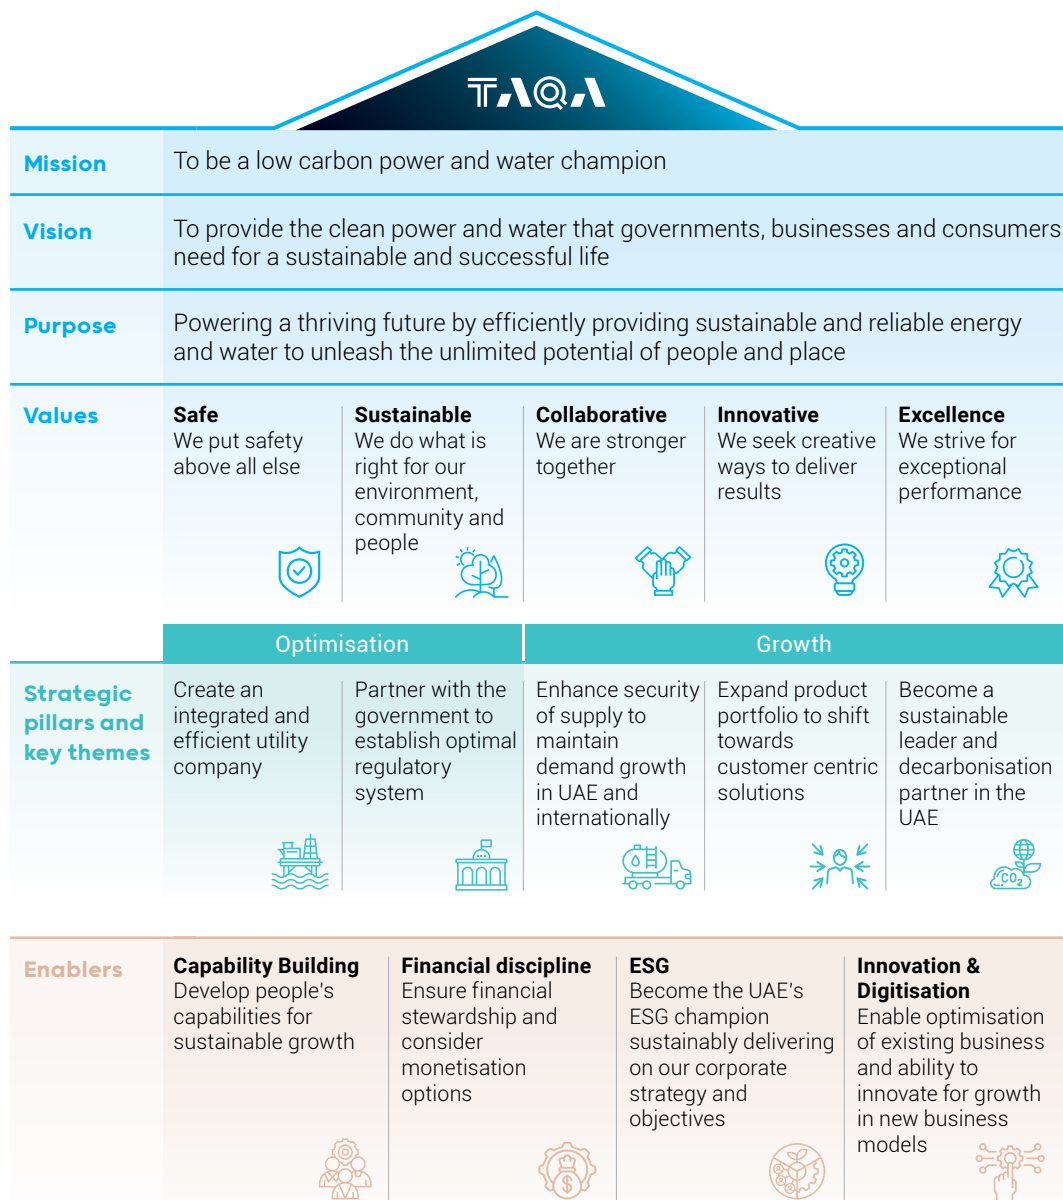 TAQA
Mission
To be a low carbon power and water champion
Vision
To provide the clean power and water that governments, businesses and consumers
need for a sustainable and successful life
Purpose
Powering a thriving future by efficiently providing sustainable and reliable energy
and water to unleash the unlimited potential of people and place
Values
Safe
We put safety
above all else
Sustainable
We do what is
right for our
environment,
community and
people
Collaborative
We are stronger
together
Innovative
We seek creative
ways to deliver
results
Excellence
We strive for
exceptional
performance
Optimisation
Growth
Strategic
pillars and
key themes
Create an
integrated and
efficient utility
company
Partner with the
government to
establish optimal
regulatory
system
Enhance security
of supply to
maintain
demand growth
in UAE and
internationally
Expand product
portfolio to shift
towards
customer centric
solutions
Become a
sustainable
leader and
decarbonisation
partner in the
UAE
CO2
Enablers
Capability Building
Develop people's
capabilities for
sustainable growth
Financial discipline
Ensure financial
stewardship and
consider
monetisation
options
$
ESG
Become the UAE's
ESG champion
sustainably delivering
on our corporate
strategy and
objectives
Innovation &
Digitisation
Enable optimisation
of existing business
and ability to
innovate for growth
in new business
models